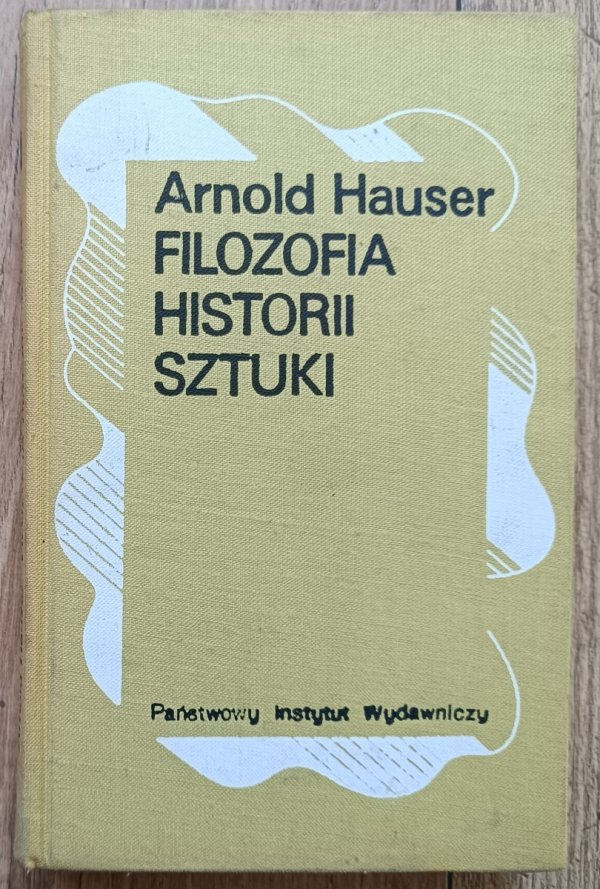 Arnold Hauser
FILOZOFIA
HISTORII
SZTUKI
Państwowy Instytut Wydawniczy